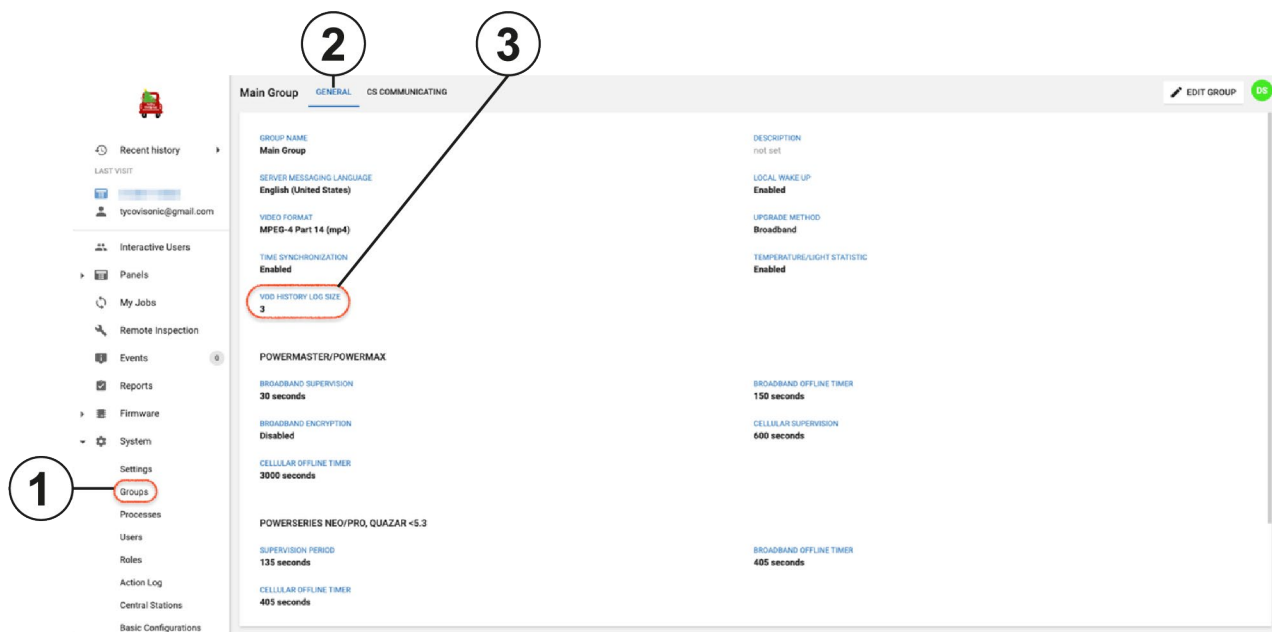 2
3
Main Group GENERAL CS COMMUNICATING EDIT GROUP DS
Recent history
LAST VISIT
tycovisonic@gmail.com
Interactive Users
Panels
My Jobs
Remote Inspection
Events 0
Reports
Firmware
System
Settings
Groups
Processes
Users
Roles
Action Log
Central Stations
Basic Configurations
1
GROUP NAME
Main Group
DESCRIPTION
not set
SERVER MESSAGING LANGUAGE
English (United States)
LOCAL WAKE UP
Enabled
VIDEO FORMAT
MPEG-4 Part 14 (mp4)
UPGRADE METHOD
Broadband
TIME SYNCHRONIZATION
Enabled
TEMPERATURE/LIGHT STATISTIC
Enabled
VOD HISTORY LOG SIZE
3
POWERMASTER/POWERMAX
BROADBAND SUPERVISION
30 seconds
BROADBAND OFFLINE TIMER
150 seconds
BROADBAND ENCRYPTION
Disabled
CELLULAR SUPERVISION
600 seconds
CELLULAR OFFLINE TIMER
3000 seconds
POWERSERIES NEO/PRO, QUAZAR <5.3
SUPERVISION PERIOD
135 seconds
BROADBAND OFFLINE TIMER
405 seconds
CELLULAR OFFLINE TIMER
405 seconds